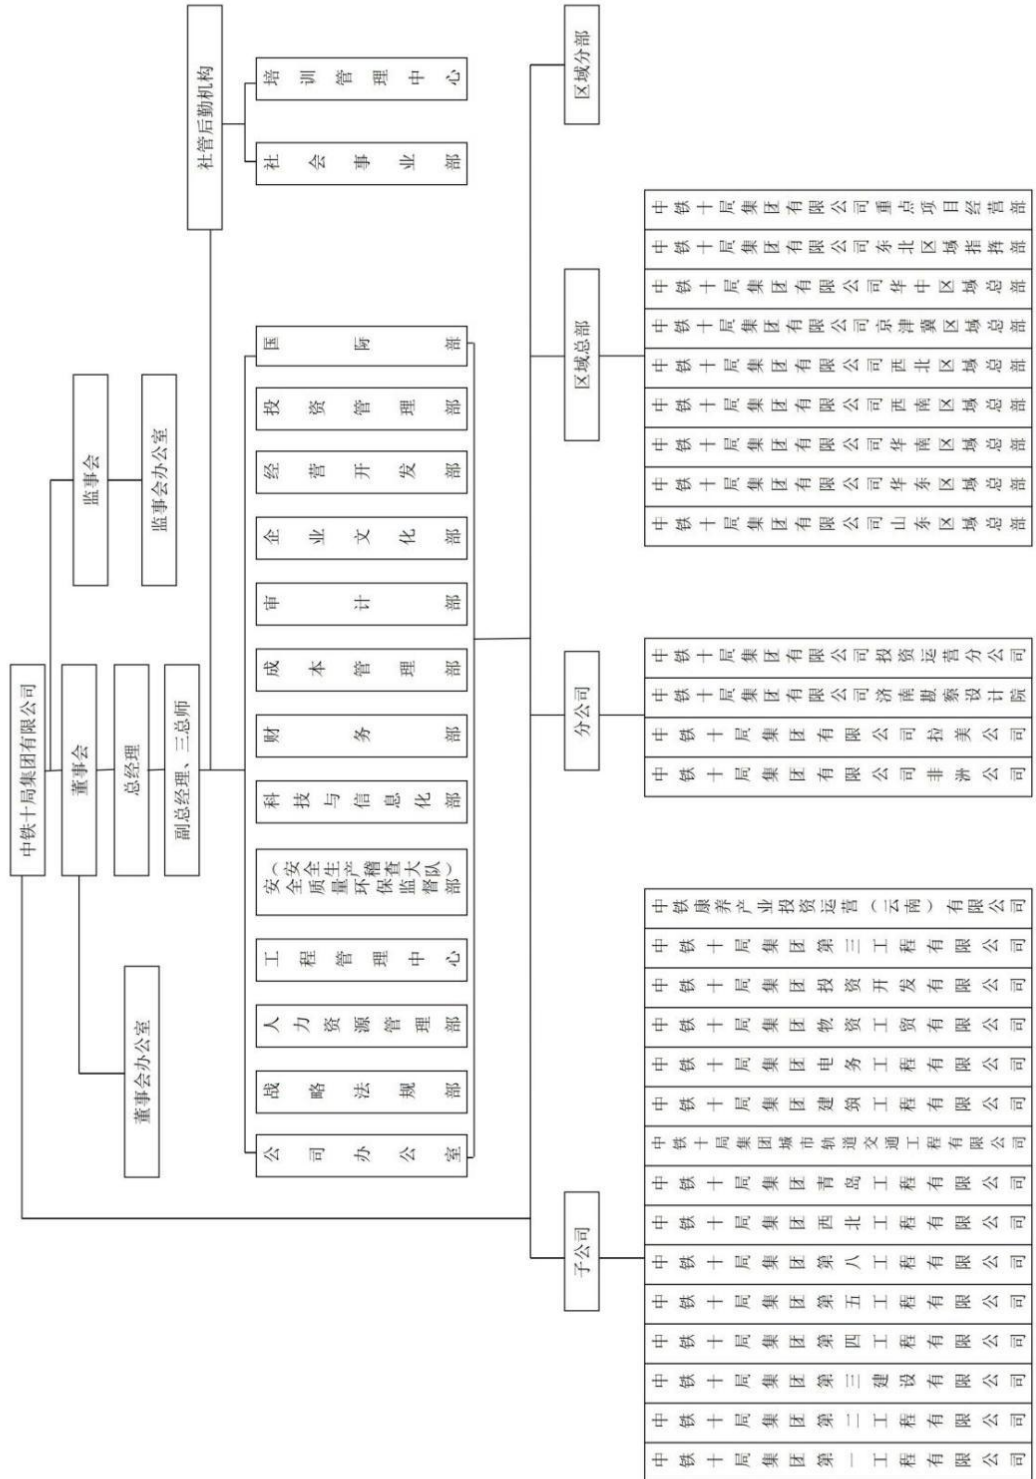 中铁十局集团有限公司
董事会
监事会
监事会办公室
董事会办公室
总经理
副总经理、三总师
社管后勤机构
社会事业部
培训管理中心
公司办公室
战略法规部
人力资源管理部
工程管理中心
安全质量环保监督部
（安全生产稽查大队）
科技与信息化部
财务部
成本管理部
审计部
企业文化部
经营开发部
投资管理部
国际部
子公司
分公司
区域总部
区域分部
中铁十局集团第一工程有限公司
中铁十局集团第二工程有限公司
中铁十局集团第三建设有限公司
中铁十局集团第四工程有限公司
中铁十局集团第五工程有限公司
中铁十局集团第八工程有限公司
中铁十局集团西北工程有限公司
中铁十局集团青岛工程有限公司
中铁十局集团城市轨道交通工程有限公司
中铁十局集团建筑工程有限公司
中铁十局集团电务工程有限公司
中铁十局集团物资工贸有限公司
中铁十局集团投资开发有限公司
中铁十局集团第三工程有限公司
中铁康养产业投资运营（云南）有限公司
中铁十局集团有限公司非洲公司
中铁十局集团有限公司拉美公司
中铁十局集团有限公司济南勘察设计院
中铁十局集团有限公司投资运营分公司
中铁十局集团有限公司山东区域总部
中铁十局集团有限公司华东区域总部
中铁十局集团有限公司华南区域总部
中铁十局集团有限公司西南区域总部
中铁十局集团有限公司西北区域总部
中铁十局集团有限公司京津冀区域总部
中铁十局集团有限公司华中区域总部
中铁十局集团有限公司东北区域指挥部
中铁十局集团有限公司重点项目经营部